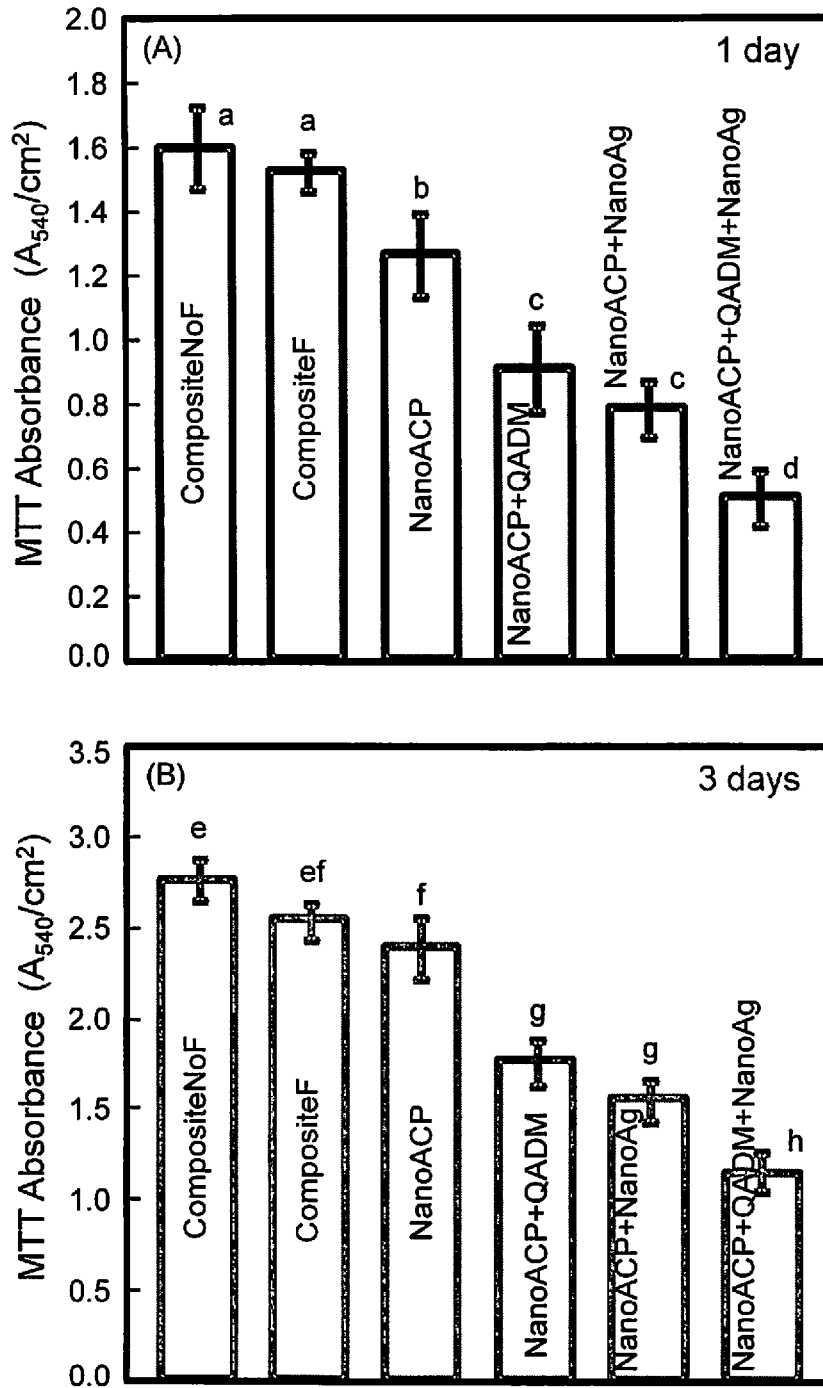 (A)
1 day
MTT Absorbance (A540/cm²)
2.0
1.8
1.6
1.4
1.2
1.0
0.8
0.6
0.4
0.2
0.0
a
a
b
c
c
d
CompositeNoF
CompositeF
NanoACP
NanoACP+QADM
NanoACP+NanoAg
NanoACP+QADM+NanoAg
(B)
3 days
MTT Absorbance (A540/cm²)
3.5
3.0
2.5
2.0
1.5
1.0
0.5
0.0
e
ef
f
g
g
h
CompositeNoF
CompositeF
NanoACP
NanoACP+QADM
NanoACP+NanoAg
NanoACP+QADM+NanoAg